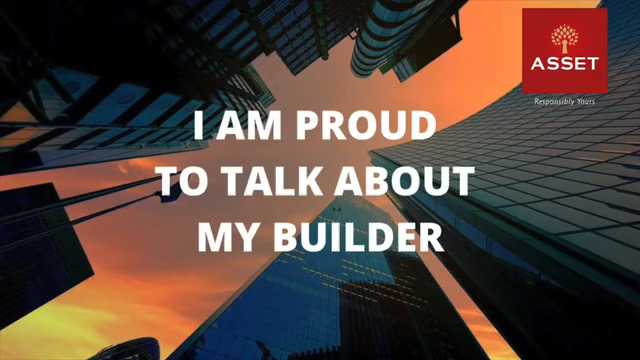 ASSET
Responsibly Yours
I AM PROUD
TO TALK ABOUT
MY BUILDER